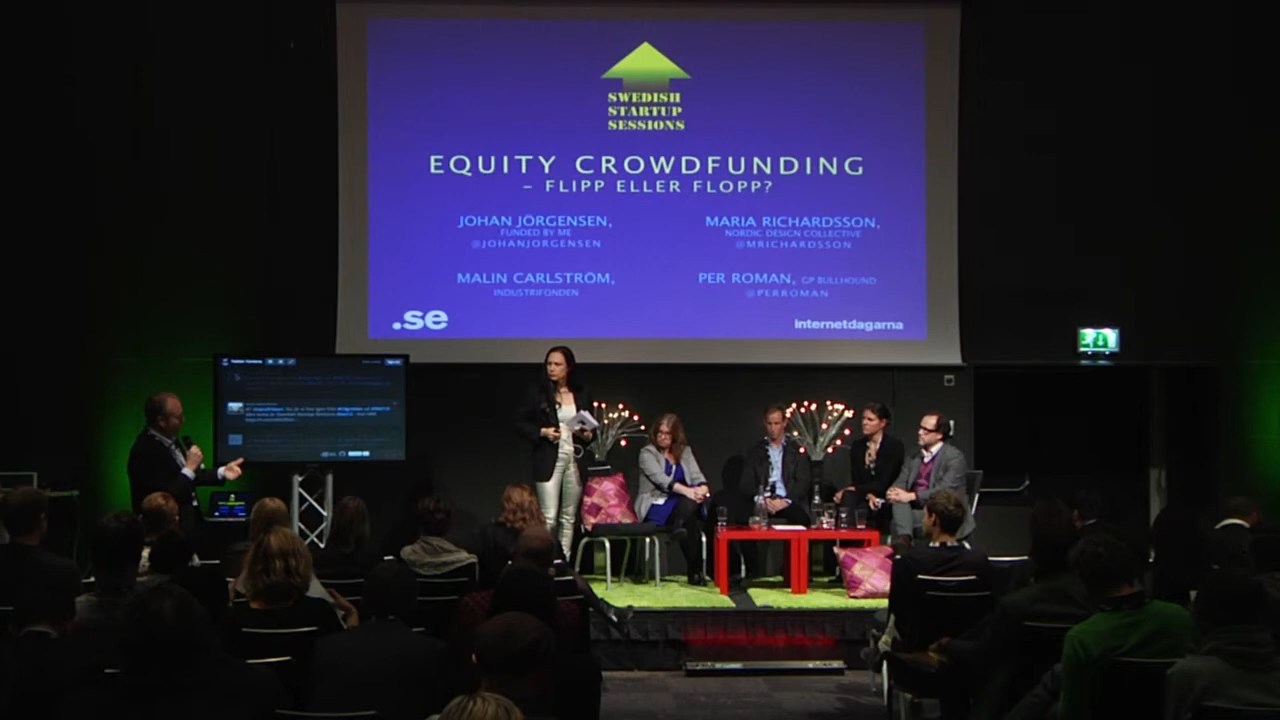 SWEDISH
STARTUP
SESSIONS
EQUITY CROWDFUNDING
– FLIPP ELLER FLOPP?
JOHAN JÖRGENSEN,
FUNDED BY ME
@JOHANJORGENSEN
MARIA RICHARDSSON,
NORDIC DESIGN COLLECTIVE
@MRICHARDSSON
MALIN CARLSTRÖM,
INDUSTRIFONDEN
PER ROMAN, GP BULLHOUND
@PERROMAN
.se
internetdagarna